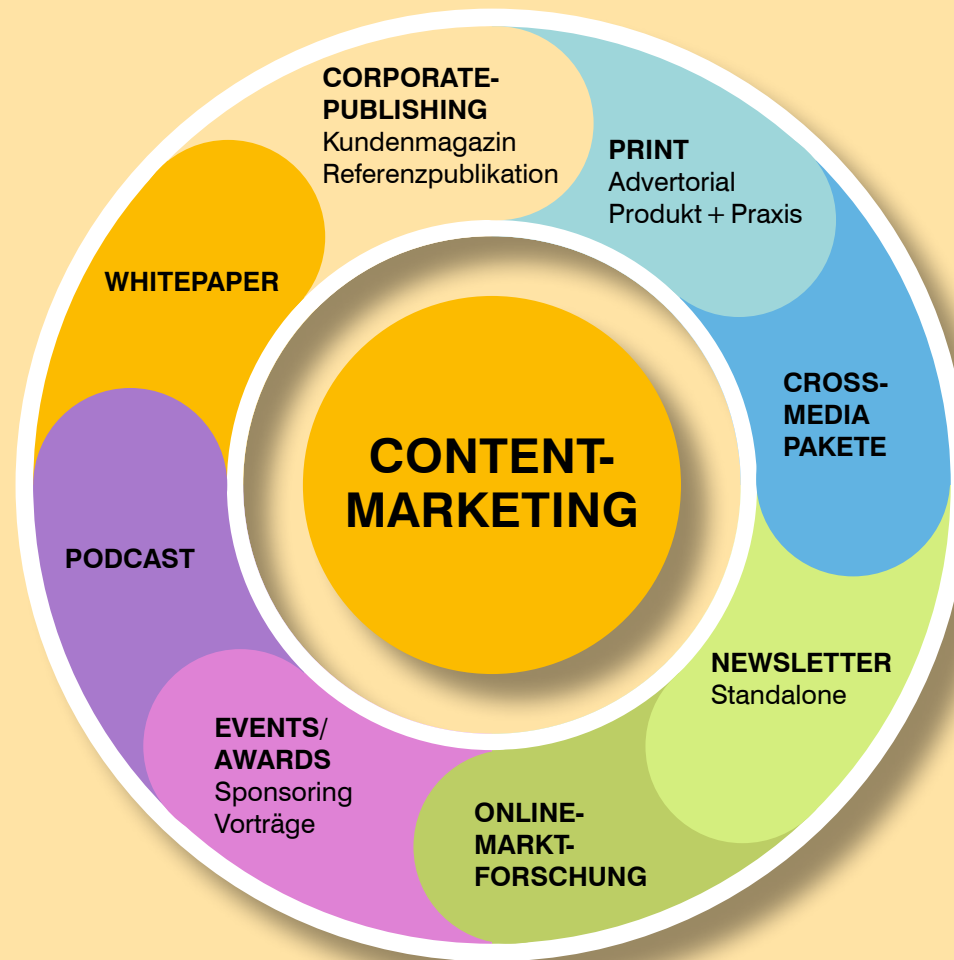 CORPORATE-
PUBLISHING
Kundenmagazin
Referenzpublikation
PRINT
Advertorial
Produkt + Praxis
CROSS-
MEDIA
PAKETE
NEWSLETTER
Standalone
ONLINE-
MARKT-
FORSCHUNG
EVENTS/
AWARDS
Sponsoring
Vorträge
PODCAST
WHITEPAPER
CONTENT-
MARKETING